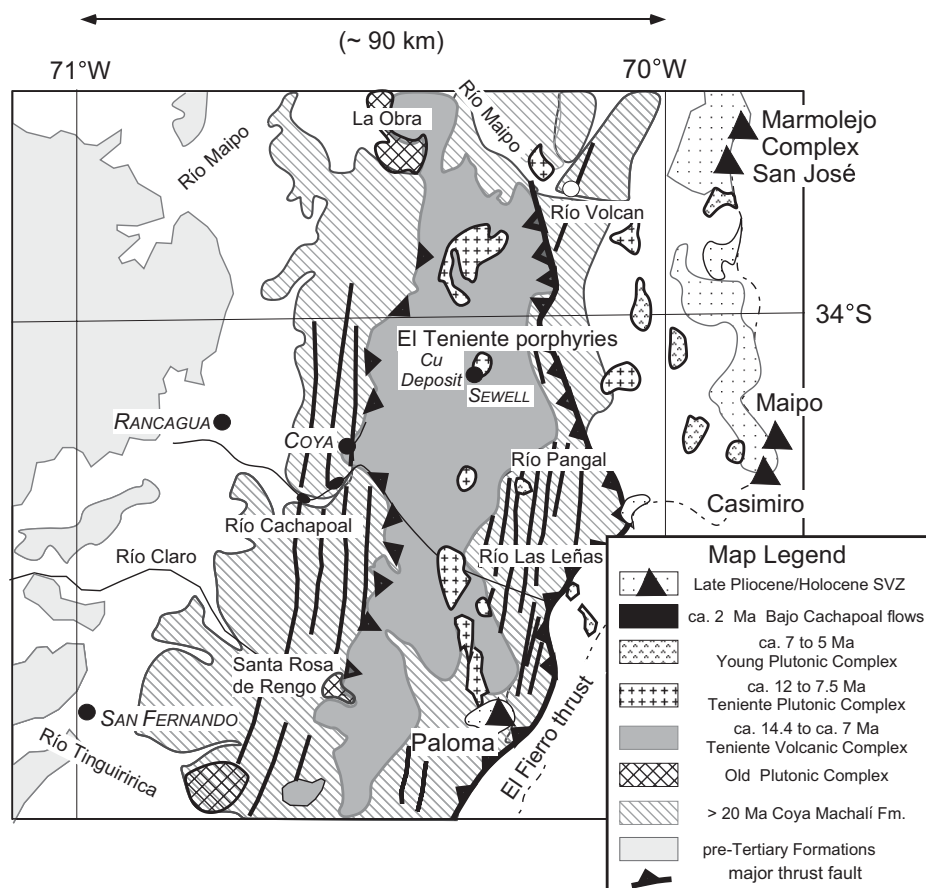 (~ 90 km)
71°W
70°W
Río Maipo
La Obra
Río Maipo
Marmolejo
Complex
San José
Río Volcan
34°S
El Teniente porphyries
CU
DEPOSIT
SEWELL
RANCAGUA
COYA
Maipo
Río Pangal
Casimiro
Río Cachapoal
Río Claro
Río Las Leñas
Santa Rosa
de Rengo
SAN FERNANDO
Paloma
El Fierro thrust
Río Tinguiririca
Map Legend
Late Pliocene/Holocene SVZ
ca. 2 Ma Bajo Cachapoal flows
ca. 7 to 5 Ma
Young Plutonic Complex
ca. 12 to 7.5 Ma
Teniente Plutonic Complex
ca. 14.4 to ca. 7 Ma
Teniente Volcanic Complex
Old Plutonic Complex
> 20 Ma Coya Machalí Fm.
pre-Tertiary Formations
major thrust fault